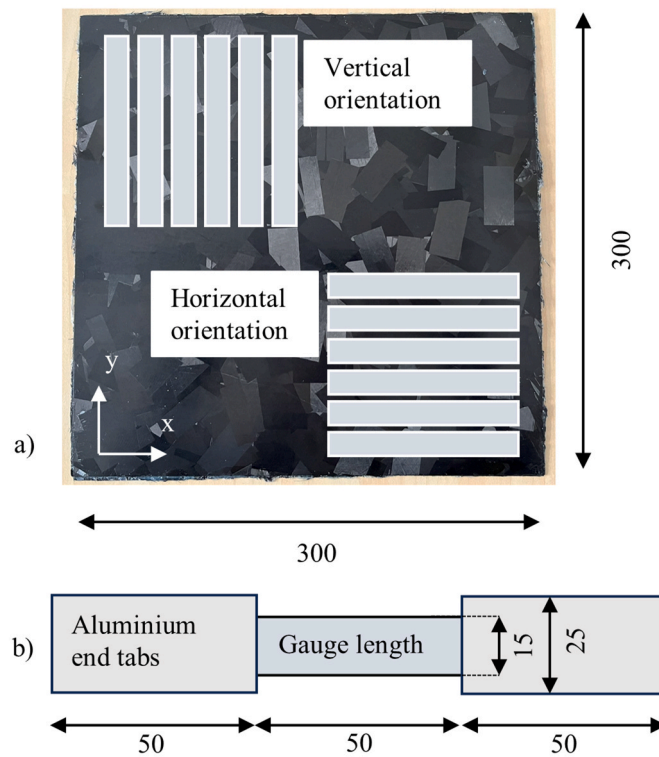 Vertical
orientation
Horizontal
orientation
y
x
a)
300
300
b)
Aluminium
end tabs
Gauge length
15
25
50
50
50